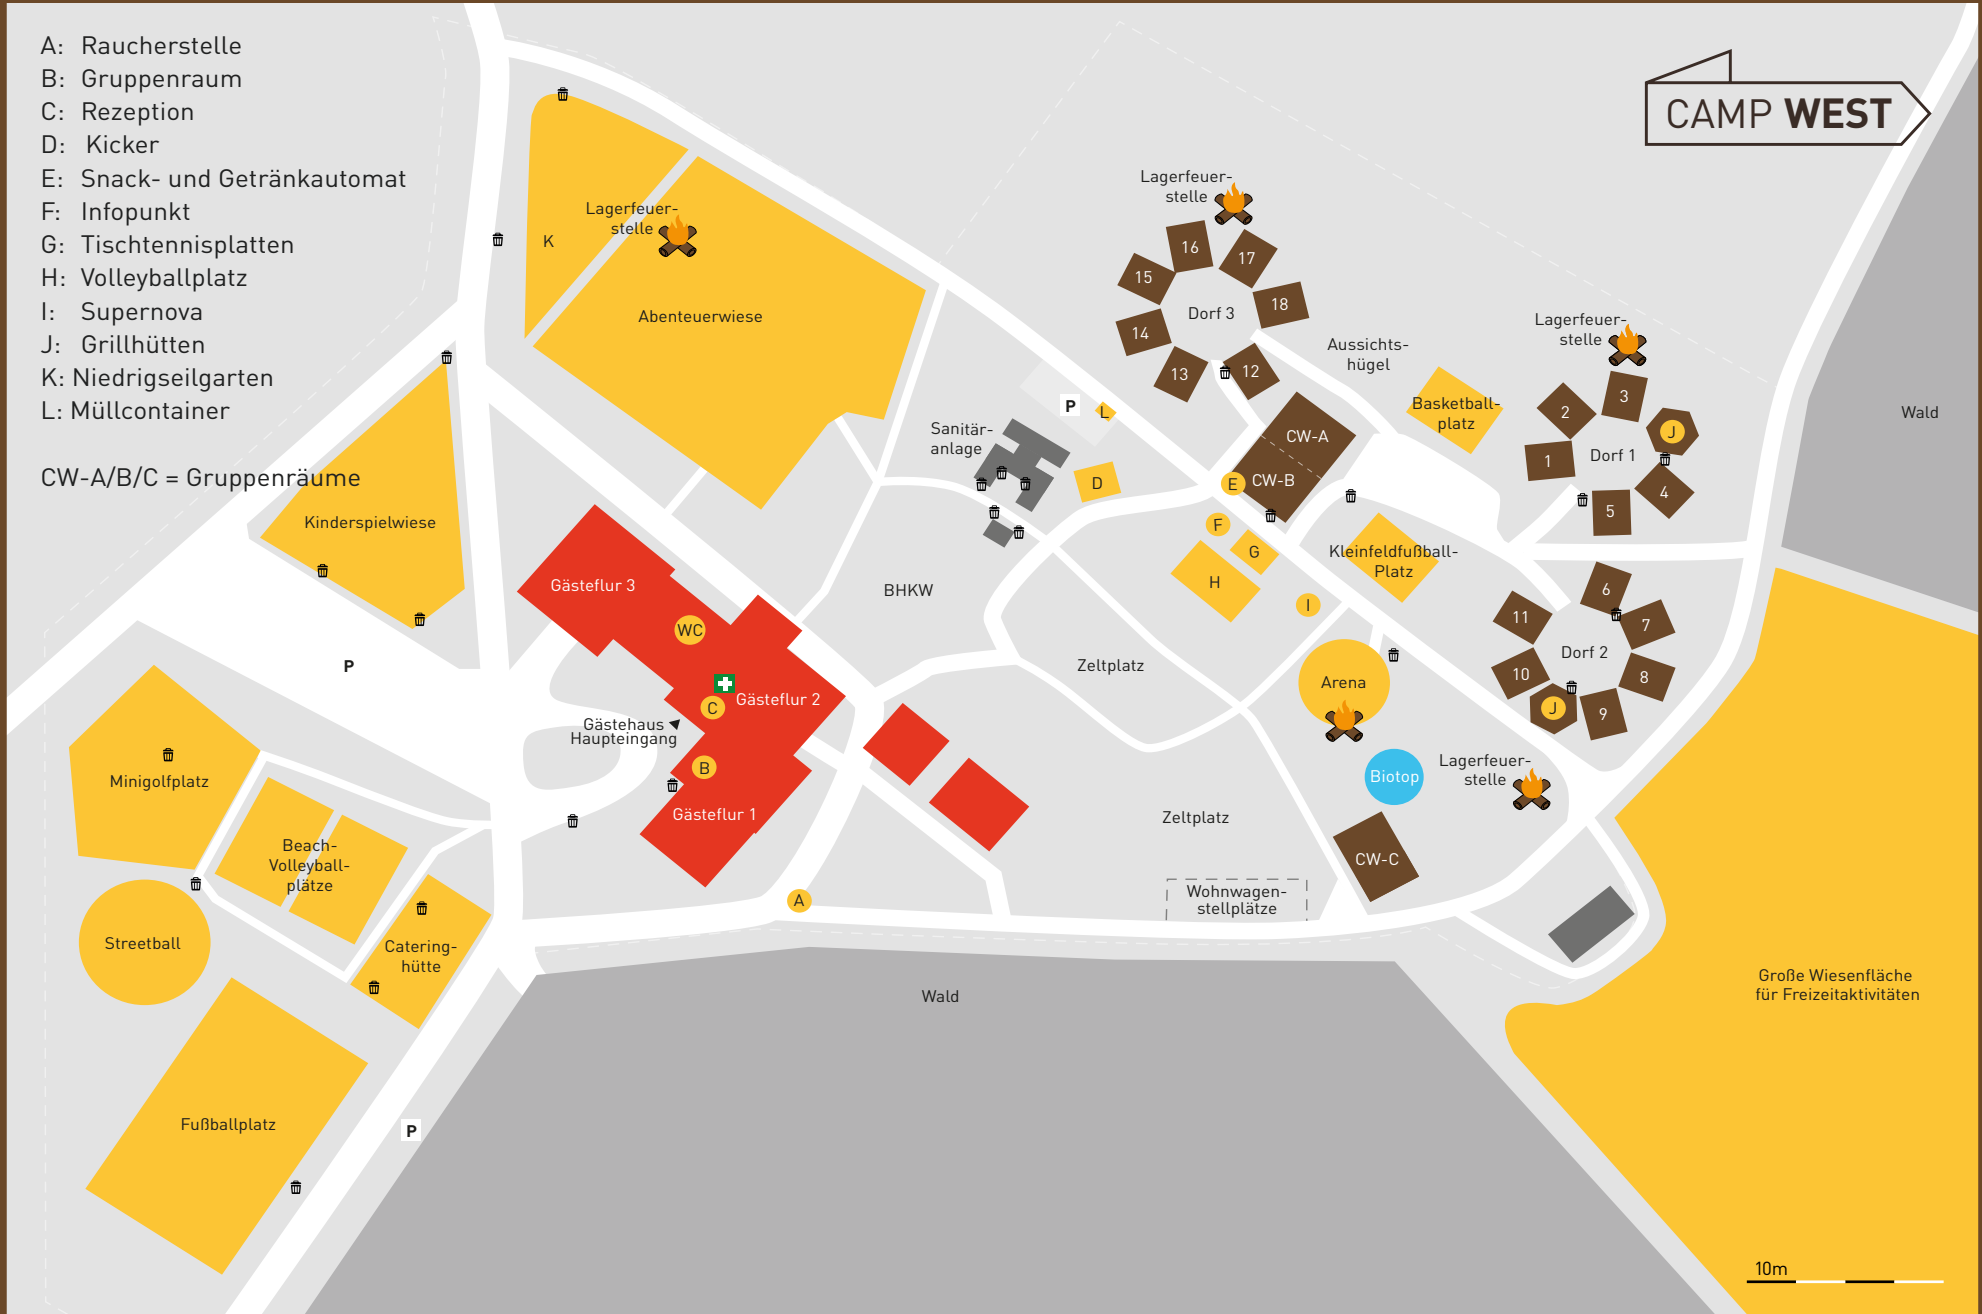 A: Raucherstelle
B: Gruppenraum
C: Rezeption
D: Kicker
E: Snack- und Getränkautomat
F: Infopunkt
G: Tischtennisplatten
H: Volleyballplatz
I: Supernova
J: Grillhütten
K: Niedrigseilgarten
L: Müllcontainer
CW-A/B/C = Gruppenräume
CAMP WEST
Lagerfeuer-
stelle
K
Abenteuerwiese
Kinderspielwiese
Lagerfeuer-
stelle
16
17
15
18
Dorf 3
14
13
12
Aussichts-
hügel
Lagerfeuer-
stelle
Basketball-
platz
3
2
J
1
Dorf 1
4
5
Wald
P
L
Sanitär-
anlage
D
CW-A
CW-B
E
F
G
H
I
Kleinfeldfußball-
Platz
BHKW
6
11
7
Dorf 2
10
8
J
9
Gästeflur 3
WC
Gästeflur 2
C
Gästehaus
Haupteingang
B
Gästeflur 1
A
P
Zeltplatz
Arena
Biotop
Lagerfeuer-
stelle
Zeltplatz
CW-C
Wohnwagen-
stellplätze
Minigolfplatz
Beach-
Volleyball-
plätze
Streetball
Catering-
hütte
Fußballplatz
P
Wald
Große Wiesenfläche
für Freizeitaktivitäten
10m